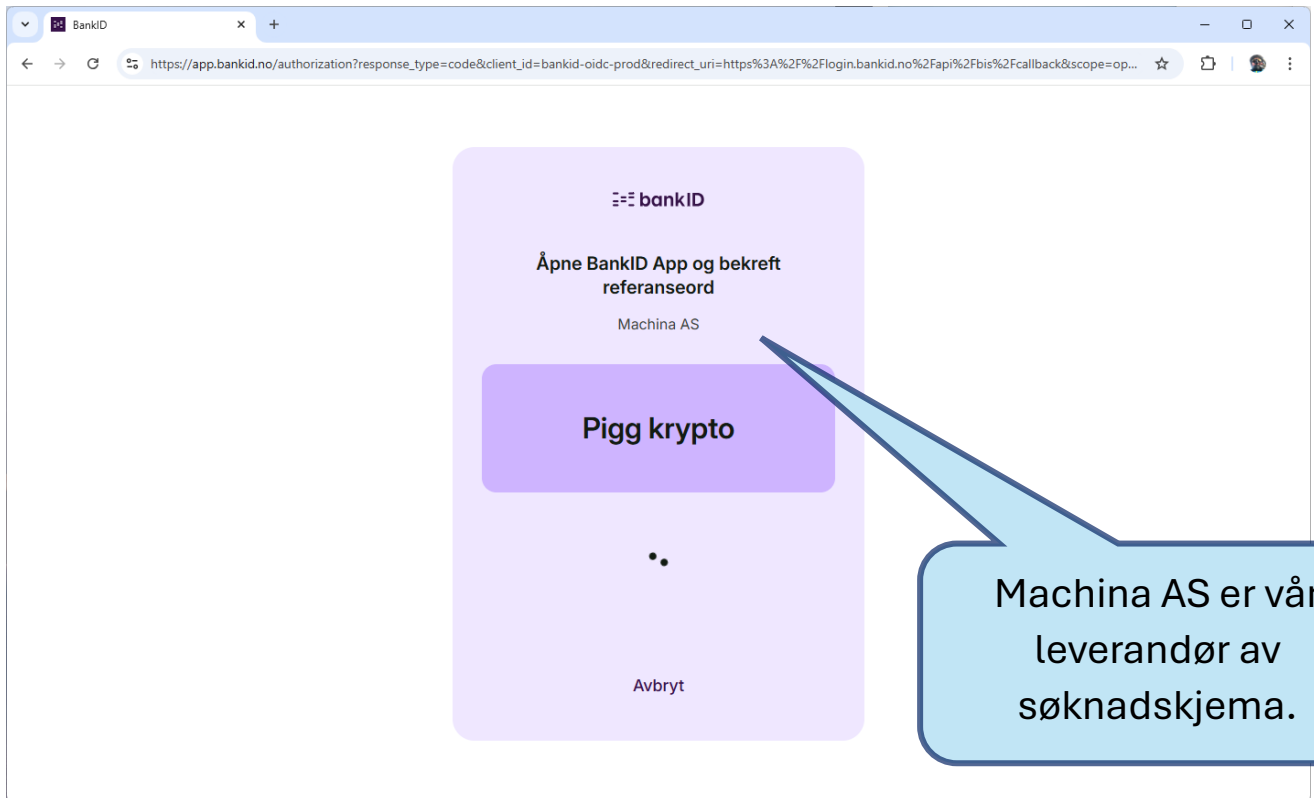 BankID
https://app.bankid.no/authorization?response_type=code&client_id=bankid-oidc-prod&redirect_uri=https%3A%2F%2Flogin.bankid.no%2Fapi%2Fbis%2Fcallback&scope=op...
bankID
Åpne BankID App og bekreft
referanseord
Machina AS
Pigg krypto
Avbryt
Machina AS er vår
leverandør av
søknadskjema.